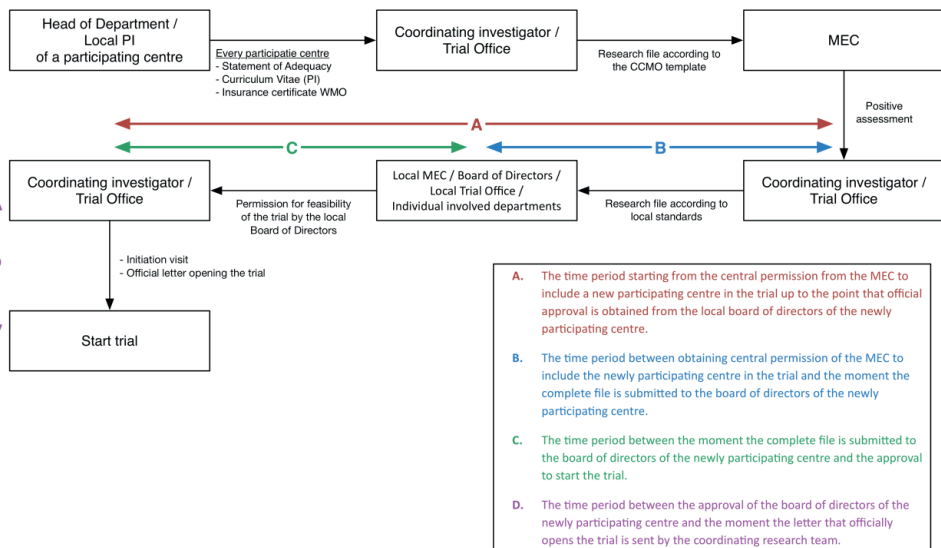 Head of Department /
Local PI
of a participating centre
Every participatie centre
- Statement of Adequacy
- Curriculum Vitae (PI)
- Insurance certificate WMO
Coordinating investigator /
Trial Office
Research file according to
the CCMO template
MEC
Positive
assessment
A
C
B
Coordinating investigator /
Trial Office
Permission for feasibility
of the trial by the local
Board of Directors
Local MEC / Board of Directors /
Local Trial Office /
Individual involved departments
Research file according to
local standards
Coordinating investigator /
Trial Office
- Initiation visit
- Official letter opening the trial
Start trial
A. The time period starting from the central permission from the MEC to
include a new participating centre in the trial up to the point that official
approval is obtained from the local board of directors of the newly
participating centre.
B. The time period between obtaining central permission of the MEC to
include the newly participating centre in the trial and the moment the
complete file is submitted to the board of directors of the newly
participating centre.
C. The time period between the moment the complete file is submitted to
the board of directors of the newly participating centre and the approval
to start the trial.
D. The time period between the approval of the board of directors of the
newly participating centre and the moment the letter that officially
opens the trial is sent by the coordinating research team.